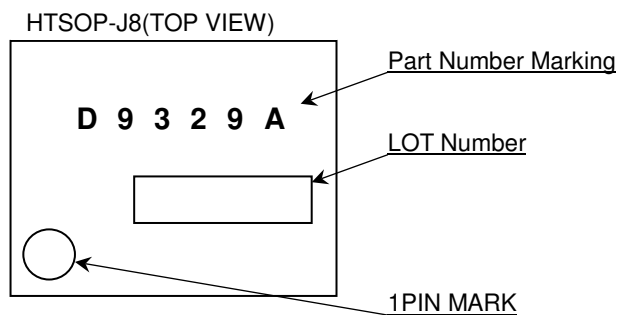 HTSOP-J8(TOP VIEW)
Part Number Marking
D 9 3 2 9 A
LOT Number
1PIN MARK